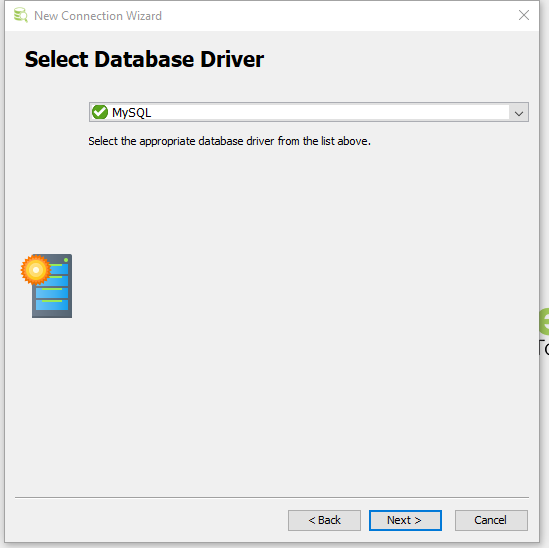 New Connection Wizard
Select Database Driver
MySQL
Select the appropriate database driver from the list above.
< Back
Next >
Cancel